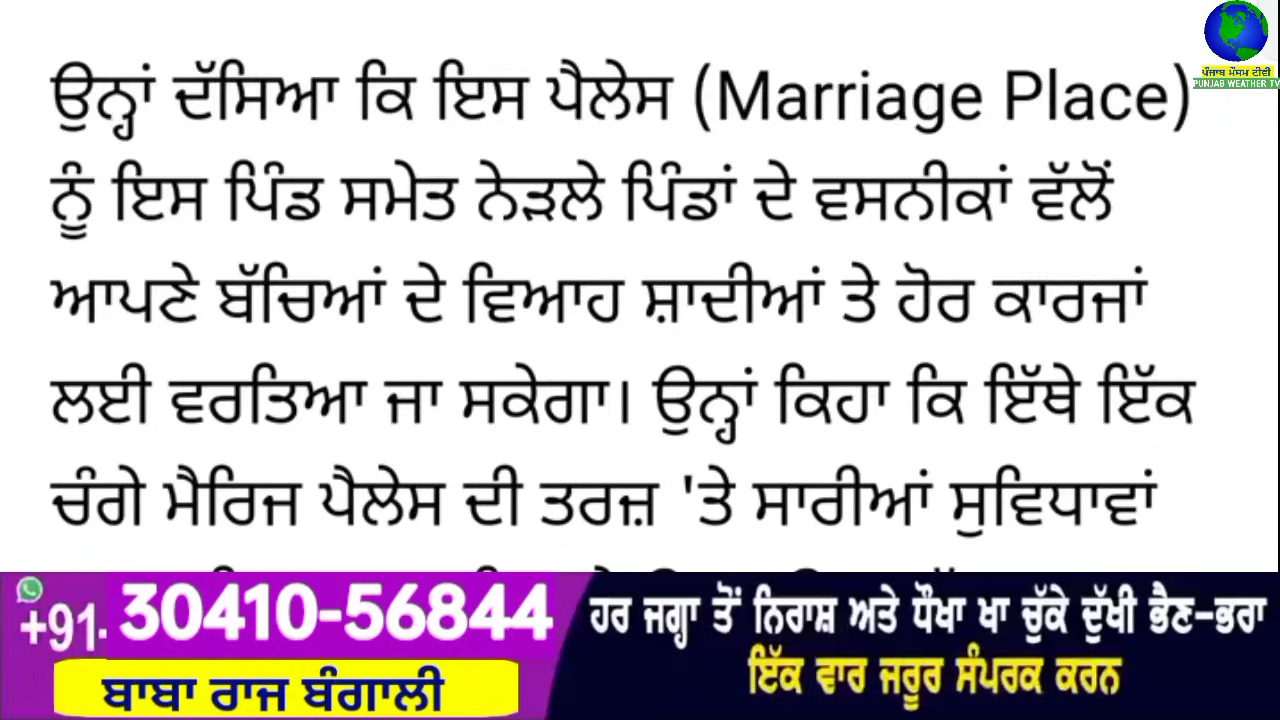 ਪੰਜਾਬ ਮੌਸਮ ਟੀਵੀ
PUNJAB WEATHER TV
ਉਨ੍ਹਾਂ ਦੱਸਿਆ ਕਿ ਇਸ ਪੈਲੇਸ (Marriage Place)
ਨੂੰ ਇਸ ਪਿੰਡ ਸਮੇਤ ਨੇੜਲੇ ਪਿੰਡਾਂ ਦੇ ਵਸਨੀਕਾਂ ਵੱਲੋਂ
ਆਪਣੇ ਬੱਚਿਆਂ ਦੇ ਵਿਆਹ ਸ਼ਾਦੀਆਂ ਤੇ ਹੋਰ ਕਾਰਜਾਂ
ਲਈ ਵਰਤਿਆ ਜਾ ਸਕੇਗਾ। ਉਨ੍ਹਾਂ ਕਿਹਾ ਕਿ ਇੱਥੇ ਇੱਕ
ਚੰਗੇ ਮੈਰਿਜ ਪੈਲੇਸ ਦੀ ਤਰਜ਼ 'ਤੇ ਸਾਰੀਆਂ ਸੁਵਿਧਾਵਾਂ
+91- 30410-56844
ਬਾਬਾ ਰਾਜ ਬੰਗਾਲੀ
ਹਰ ਜਗ੍ਹਾ ਤੋਂ ਨਿਰਾਸ਼ ਅਤੇ ਧੌਖਾ ਖਾ ਚੁੱਕੇ ਦੁੱਖੀ ਭੈਣ-ਭਰਾ
ਇੱਕ ਵਾਰ ਜਰੂਰ ਸੰਪਰਕ ਕਰਨ